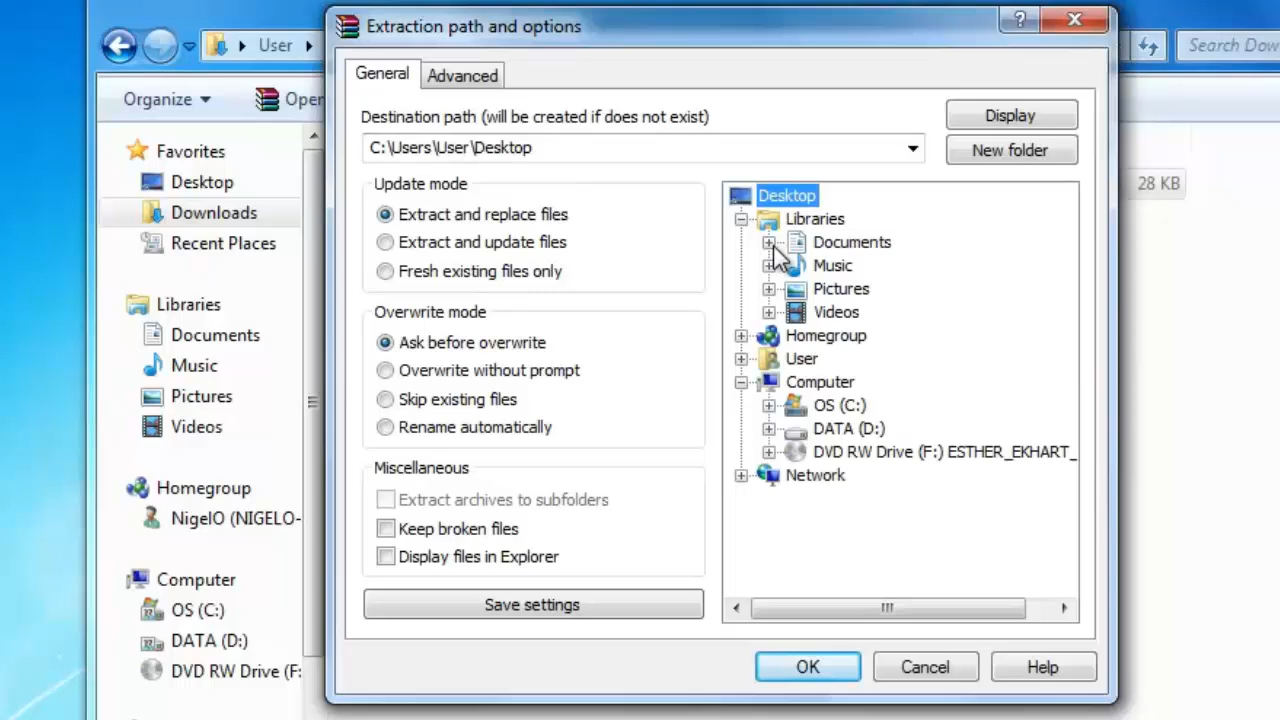 Extraction path and options
User
Search Dow
Organize
Open
General
Advanced
Destination path (will be created if does not exist)
C:\Users\User\Desktop
Display
New folder
Favorites
Desktop
Downloads
Recent Places
Libraries
Documents
Music
Pictures
Videos
Homegroup
NigelO (NIGELO-
Computer
OS (C:)
DATA (D:)
DVD RW Drive (F:
Update mode
Extract and replace files
Extract and update files
Fresh existing files only
Overwrite mode
Ask before overwrite
Overwrite without prompt
Skip existing files
Rename automatically
Miscellaneous
Extract archives to subfolders
Keep broken files
Display files in Explorer
Save settings
Desktop
Libraries
Documents
Music
Pictures
Videos
Homegroup
User
Computer
OS (C:)
DATA (D:)
DVD RW Drive (F:) ESTHER_EKHART_
Network
28 KB
OK
Cancel
Help